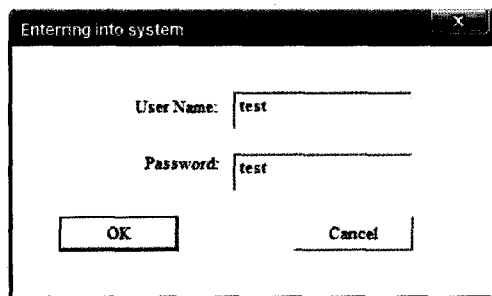 Enterring into system
User Name: test
Password: test
OK Cancel